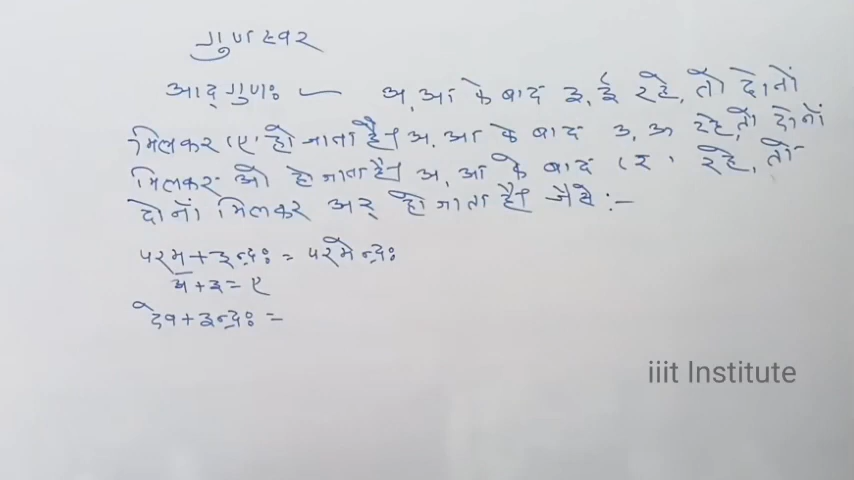 गुण स्वर
आद् गुणः — अ, आ के बाद इ, ई रहे, तो दोनों
मिलकर 'ए' हो जाता है। अ, आ के बाद उ, ऊ रहे, तो दोनों
मिलकर ओ हो जाता है। अ, आ के बाद 'र' रहे, तो
दोनों मिलकर अर् हो जाता है। जैसे :-
परम + इन्द्रः = परमेन्द्रः
अ + इ = ए
देव + इन्द्रः =
iiit Institute